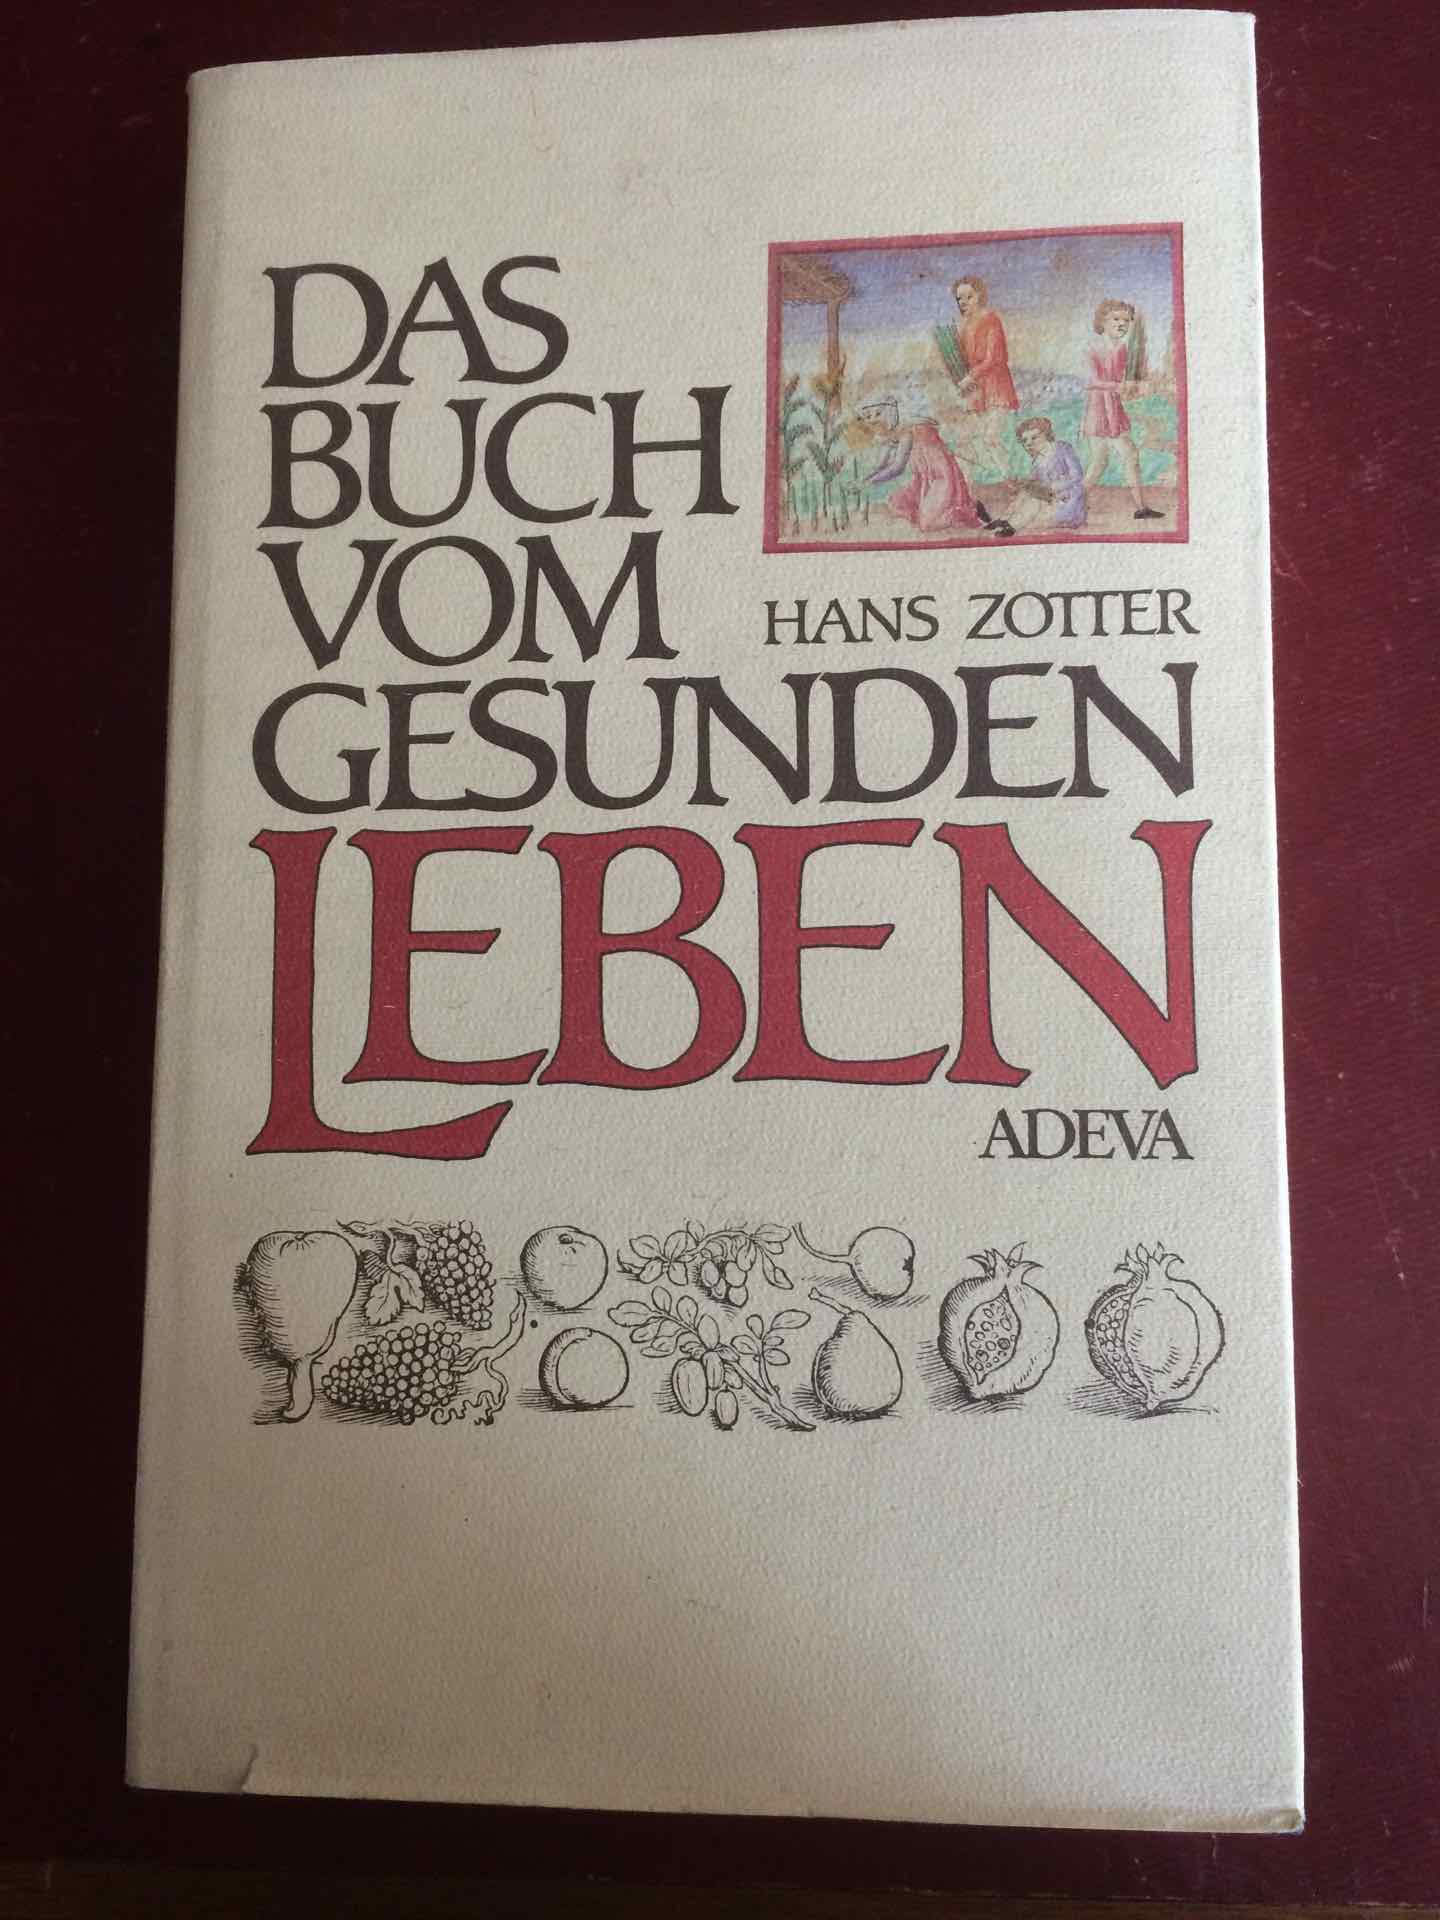 DAS
BUCH
VOM
HANS ZOTTER
GESUNDEN
LEBEN
ADEVA